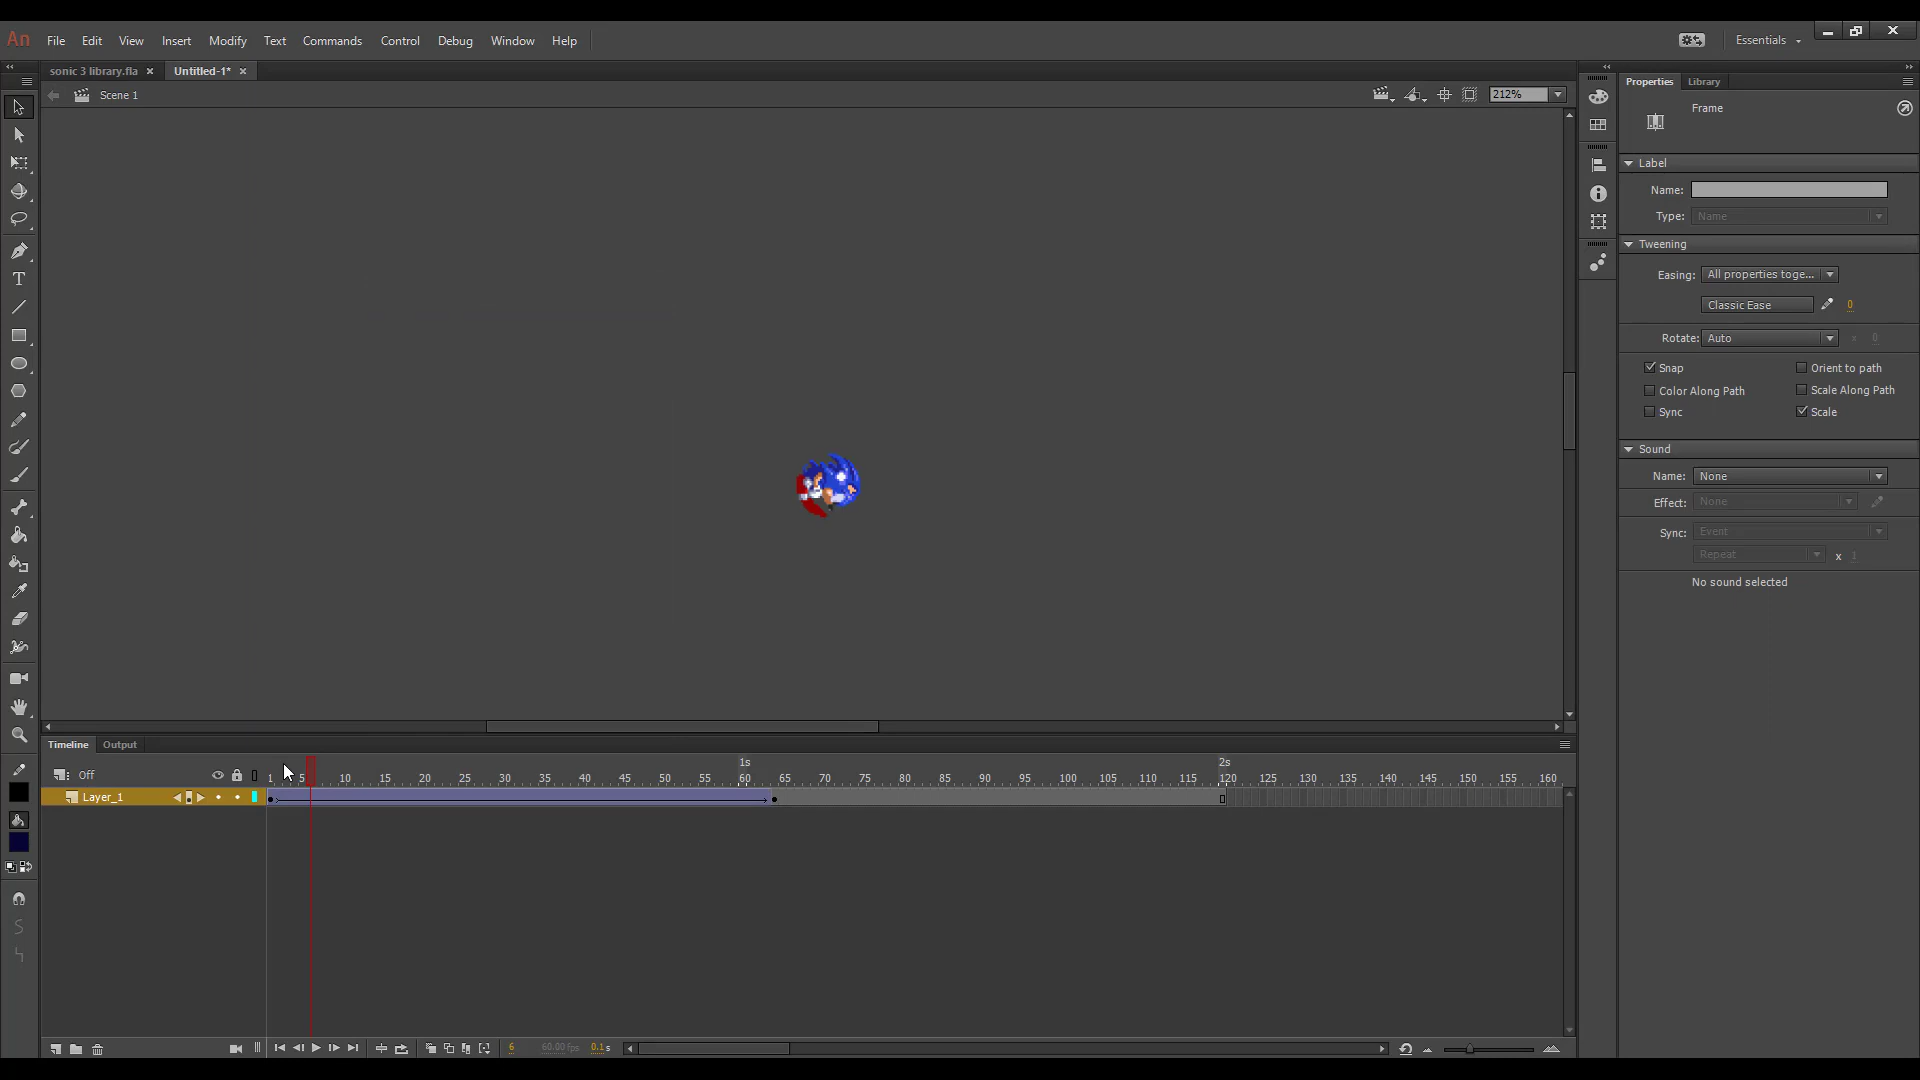 An File Edit View Insert Modify Text Commands Control Debug Window Help Essentials
sonic 3 library.fla Untitled-1*
Scene 1 212%
Properties Library
Frame
Label
Name:
Type: Name
Tweening
Easing: All properties toge...
Classic Ease 0
Rotate: Auto x 0
Snap Orient to path
Color Along Path Scale Along Path
Sync Scale
Sound
Name: None
Effect: None
Sync: Event
Repeat x 1
No sound selected
Timeline Output
1s 2s
Off 1 5 10 15 20 25 30 35 40 45 50 55 60 65 70 75 80 85 90 95 100 105 110 115 120 125 130 135 140 145 150 155 160
Layer_1
6 60.00 fps 0.1 s